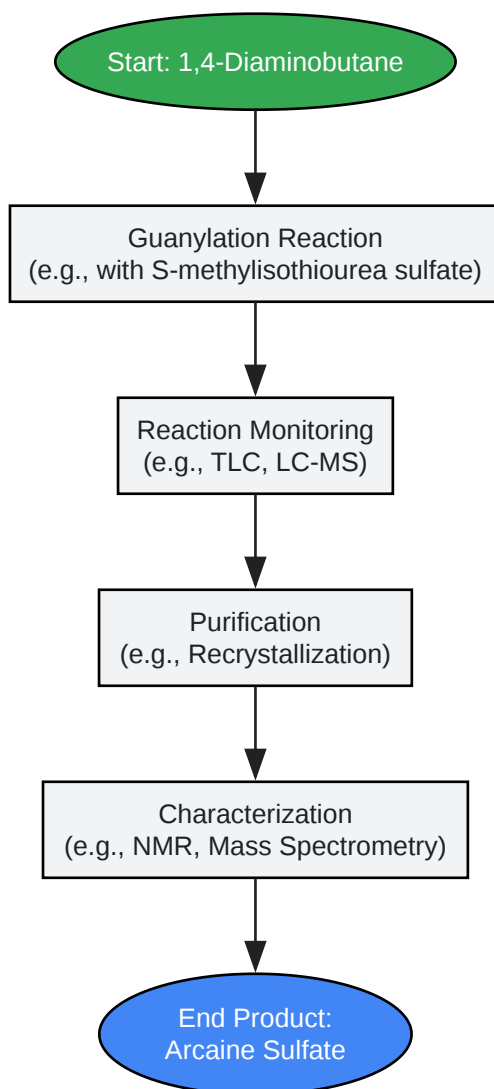 Start: 1,4-Diaminobutane
Guanylation Reaction
(e.g., with S-methylisothiourea sulfate)
Reaction Monitoring
(e.g., TLC, LC-MS)
Purification
(e.g., Recrystallization)
Characterization
(e.g., NMR, Mass Spectrometry)
End Product:
Arcaine Sulfate